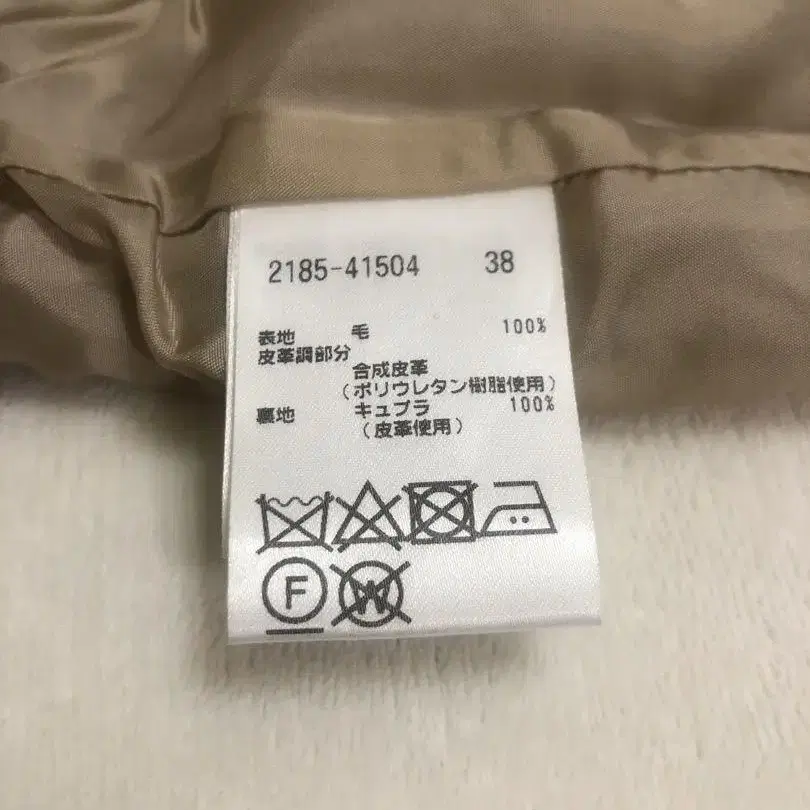 2185-41504 38
表地 毛 100%
皮革調部分
合成皮革
(ポリウレタン樹脂使用)
裏地 キュプラ 100%
(皮革使用)
F W